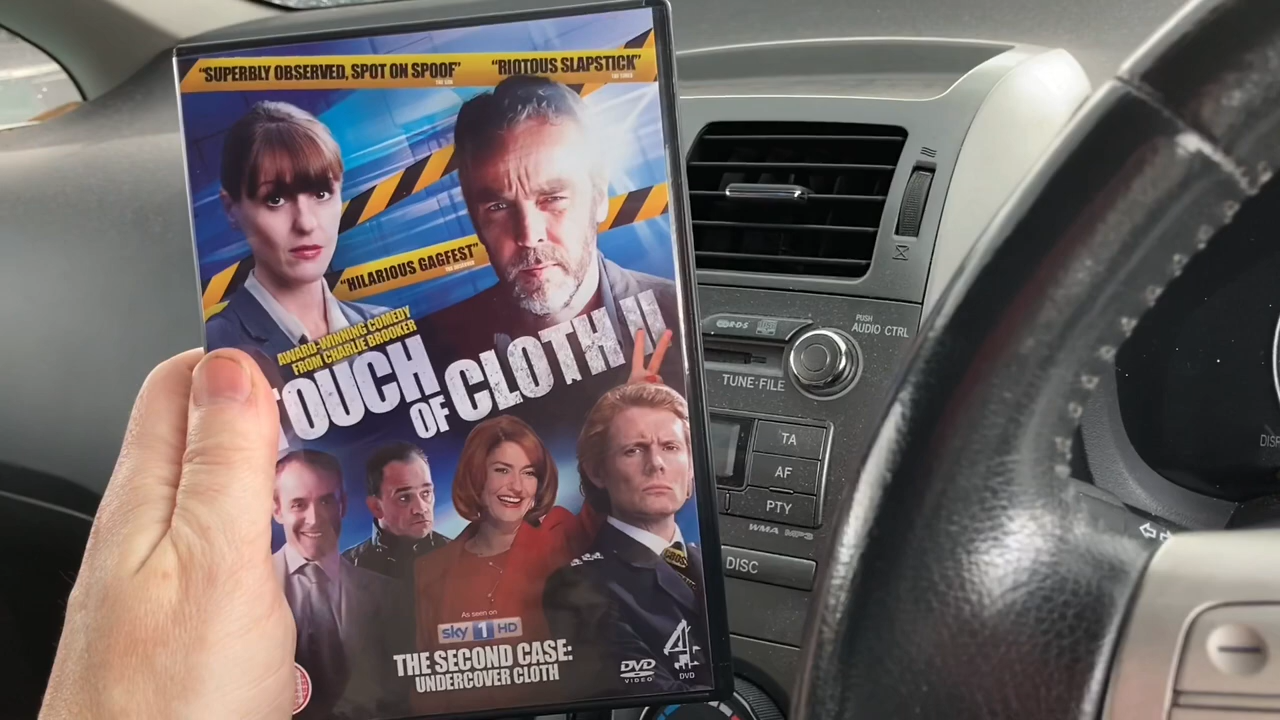 "SUPERBLY OBSERVED, SPOT ON SPOOF"
THE SUN
"RIOTOUS SLAPSTICK"
THE TIMES
"HILARIOUS GAGFEST"
AWARD-WINNING COMEDY
FROM CHARLIE BROOKER
TOUCH
OF CLOTH II
As seen on
sky 1 HD
THE SECOND CASE:
UNDERCOVER CLOTH
DVD
VIDEO
4
DVD
PUSH
AUDIO CTRL
TUNE·FILE
TA
AF
PTY
WMA MP3
DISC